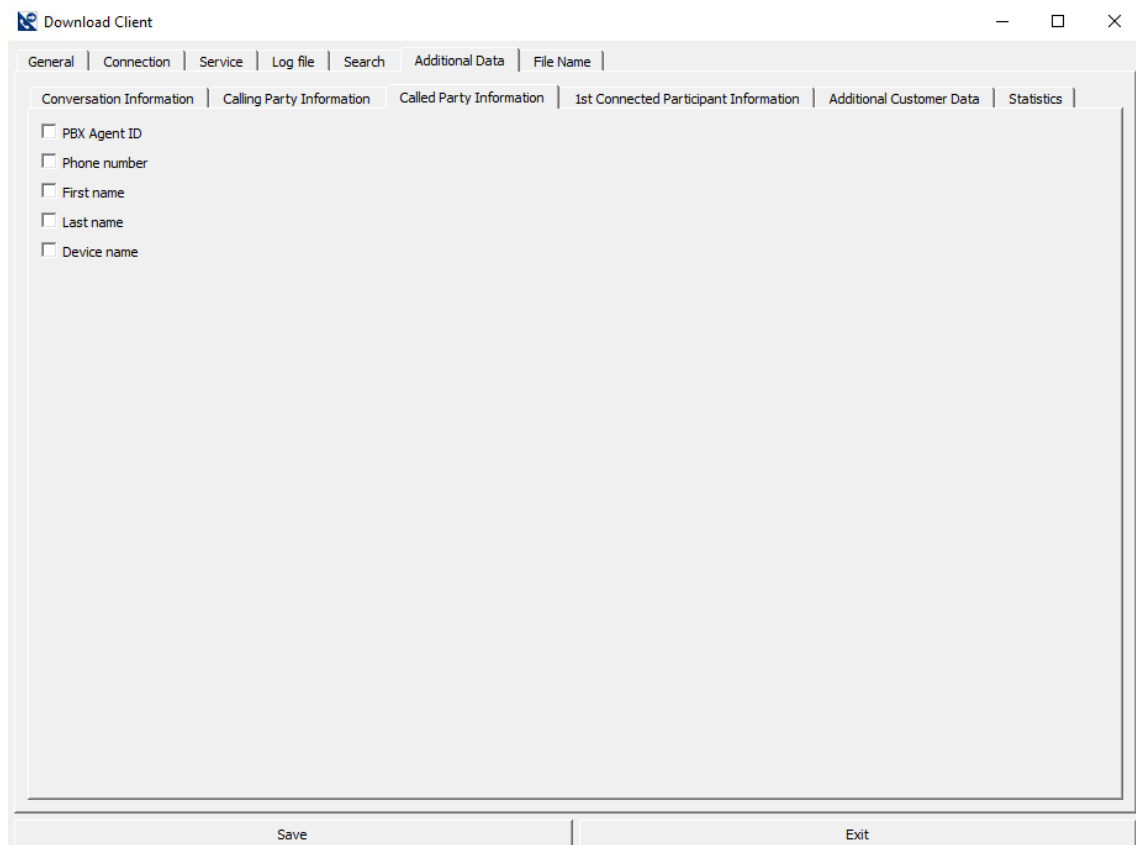 Download Client
General Connection Service Log file Search Additional Data File Name
Conversation Information Calling Party Information Called Party Information 1st Connected Participant Information Additional Customer Data Statistics
PBX Agent ID
Phone number
First name
Last name
Device name
Save Exit